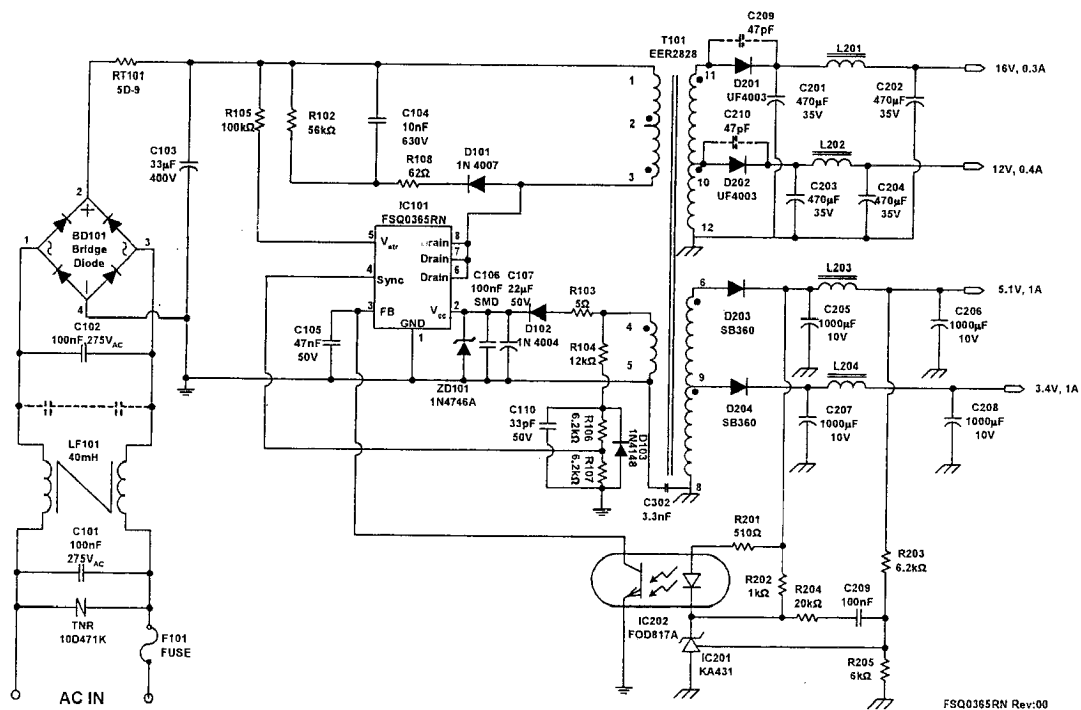 C209
47pF
T101
EER2828
L201
RT101
5D-9
1
11
16V, 0.3A
D201
UF4003
C201
470µF
35V
C202
470µF
35V
R105
100kΩ
R102
56kΩ
C104
10nF
630V
C210
47pF
2
L202
C103
33µF
400V
R108
62Ω
D101
1N 4007
3
10
D202
UF4003
12V, 0.4A
C203
470µF
35V
C204
470µF
35V
2
IC101
FSQ0365RN
12
1
BD101
Bridge
Diode
3
4
5
Vstr
Drain
8
7
Drain
6
4
Sync
C106
100nF
SMD
C107
22µF
50V
R103
5Ω
6
L203
5.1V, 1A
3
FB
Vcc
2
GND
1
D102
1N 4004
4
D203
SB360
C205
1000µF
10V
C206
1000µF
10V
C102
100nF 275VAC
C105
47nF
50V
R104
12kΩ
5
9
L204
3.4V, 1A
ZD101
1N4746A
D204
SB360
C207
1000µF
10V
C208
1000µF
10V
C110
33pF
50V
R106
6.2kΩ
R107
6.2kΩ
D103
1N4148
LF101
40mH
C302
3.3nF
8
R201
510Ω
C101
100nF
275VAC
R203
6.2kΩ
R202
1kΩ
R204
20kΩ
C209
100nF
TNR
10D471K
F101
FUSE
IC202
FOD817A
IC201
KA431
R205
6kΩ
AC IN
FSQ0365RN Rev:00